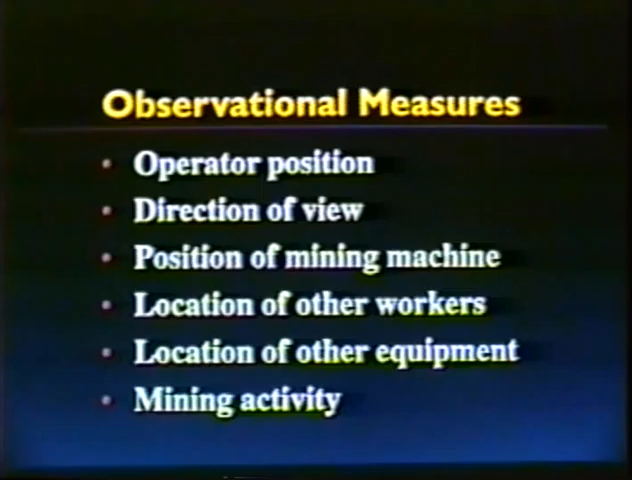 Observational Measures
• Operator position
• Direction of view
• Position of mining machine
• Location of other workers
• Location of other equipment
• Mining activity